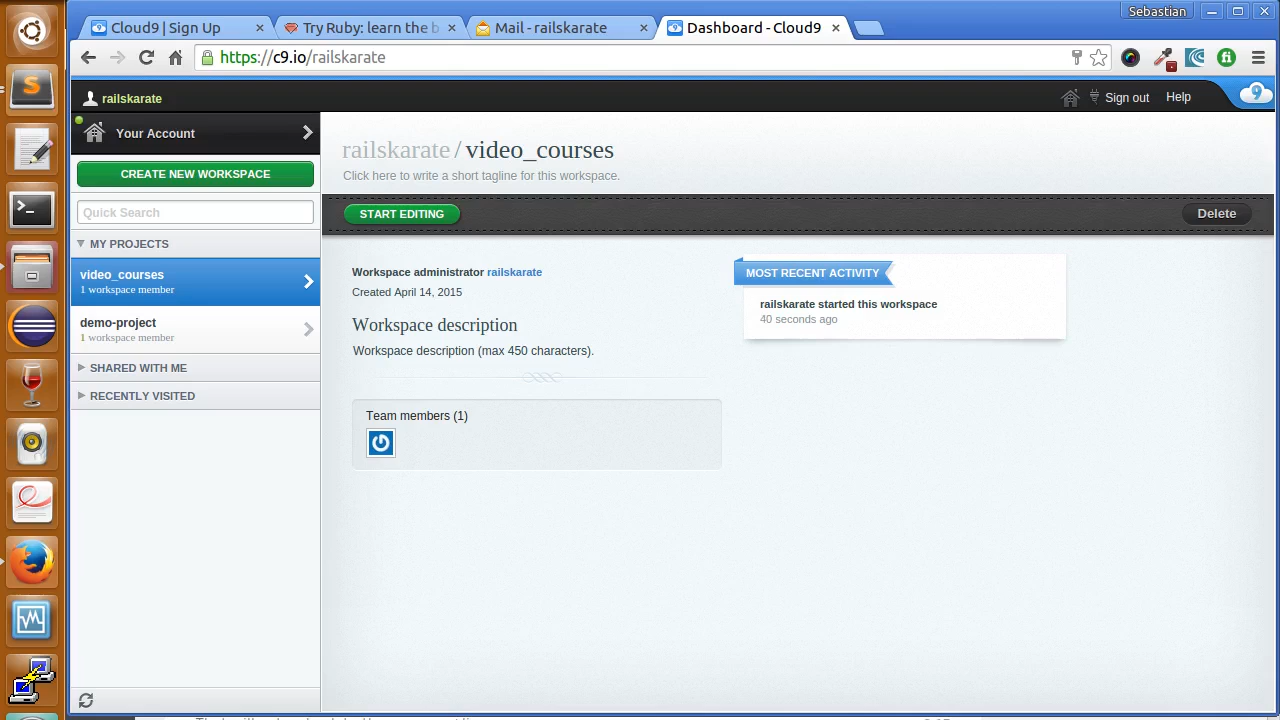 Sebastian
Cloud9 | Sign Up
Try Ruby: learn the b
Mail - railskarate
Dashboard - Cloud9
https://c9.io/railskarate
railskarate
Sign out
Help
Your Account
CREATE NEW WORKSPACE
Quick Search
MY PROJECTS
video_courses
1 workspace member
demo-project
1 workspace member
SHARED WITH ME
RECENTLY VISITED
railskarate / video_courses
Click here to write a short tagline for this workspace.
START EDITING
Delete
Workspace administrator railskarate
Created April 14, 2015
Workspace description
Workspace description (max 450 characters).
Team members (1)
MOST RECENT ACTIVITY
railskarate started this workspace
40 seconds ago